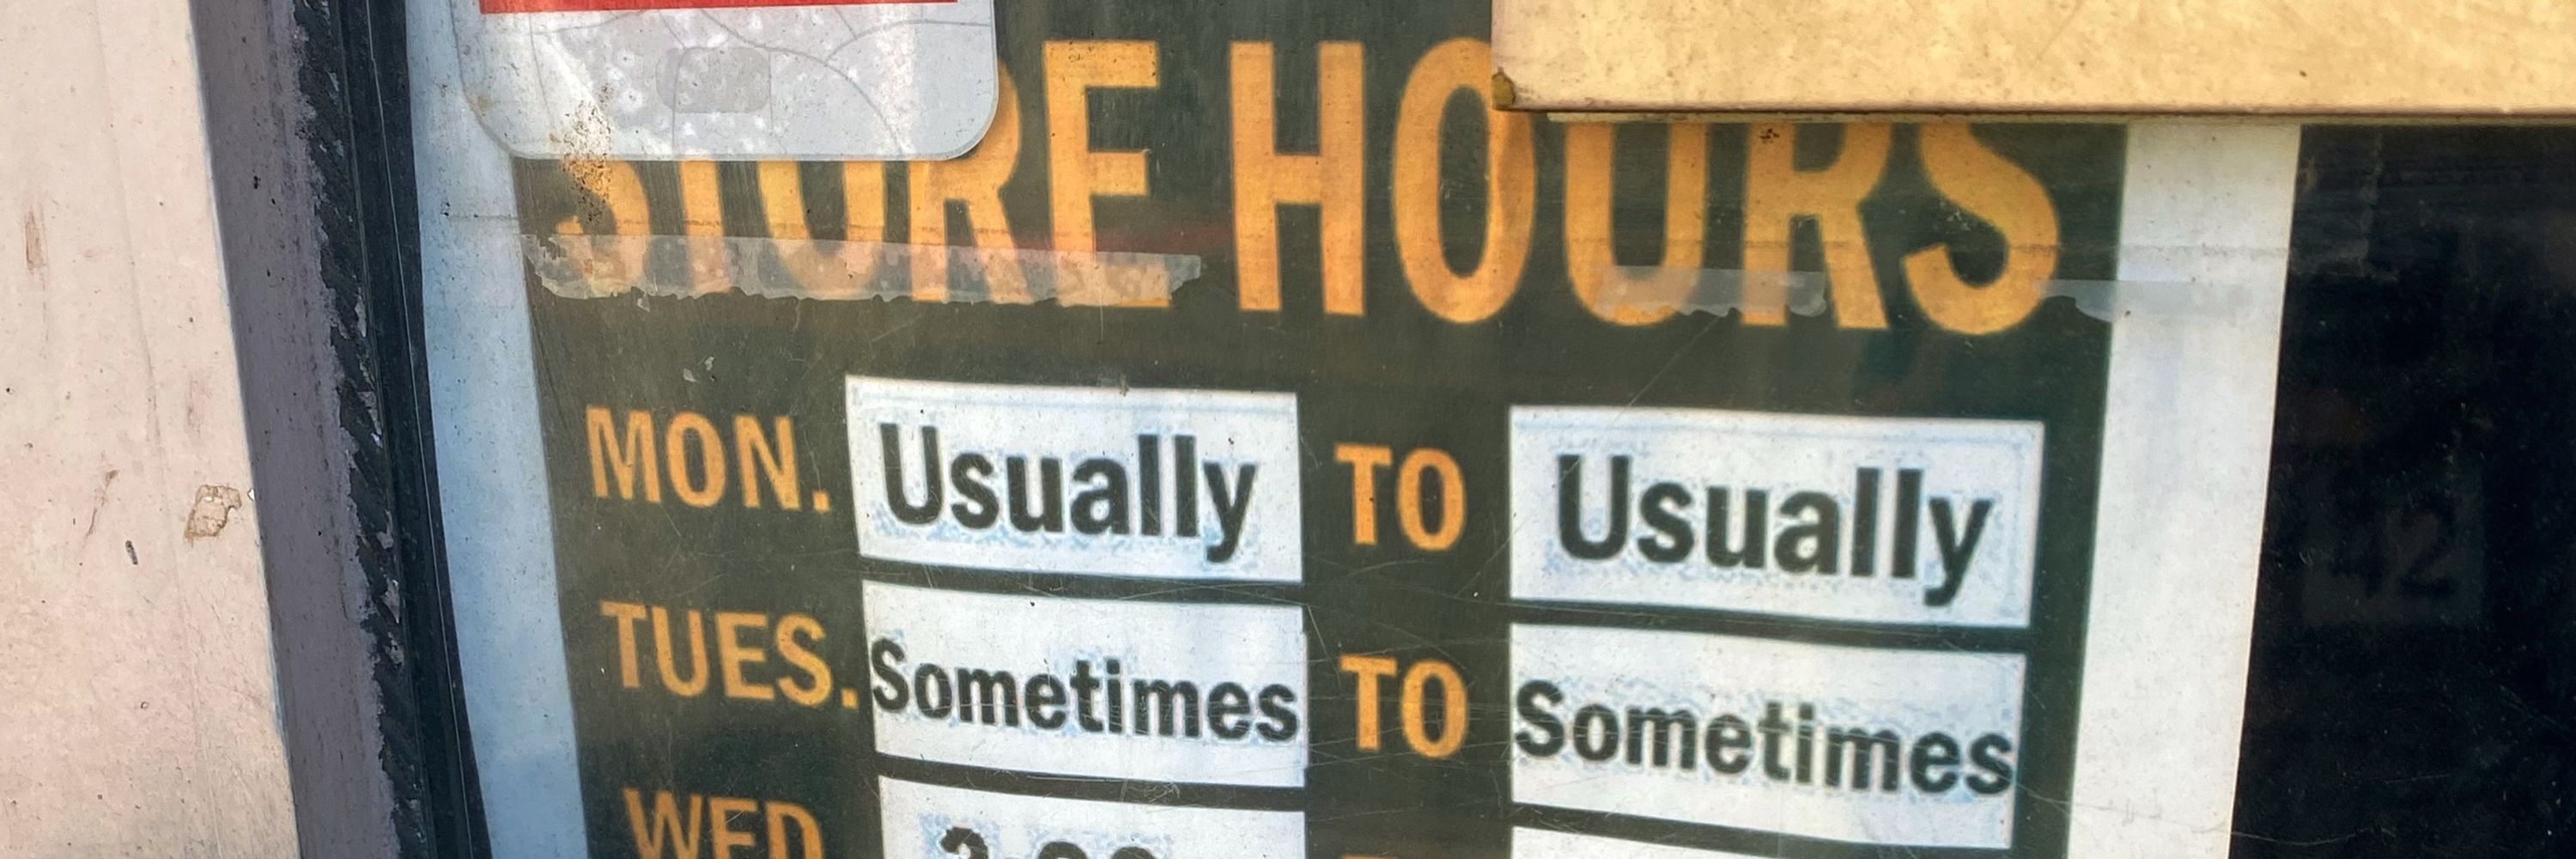 STORE HOURS
MON. Usually TO Usually
TUES. Sometimes TO Sometimes
WED.